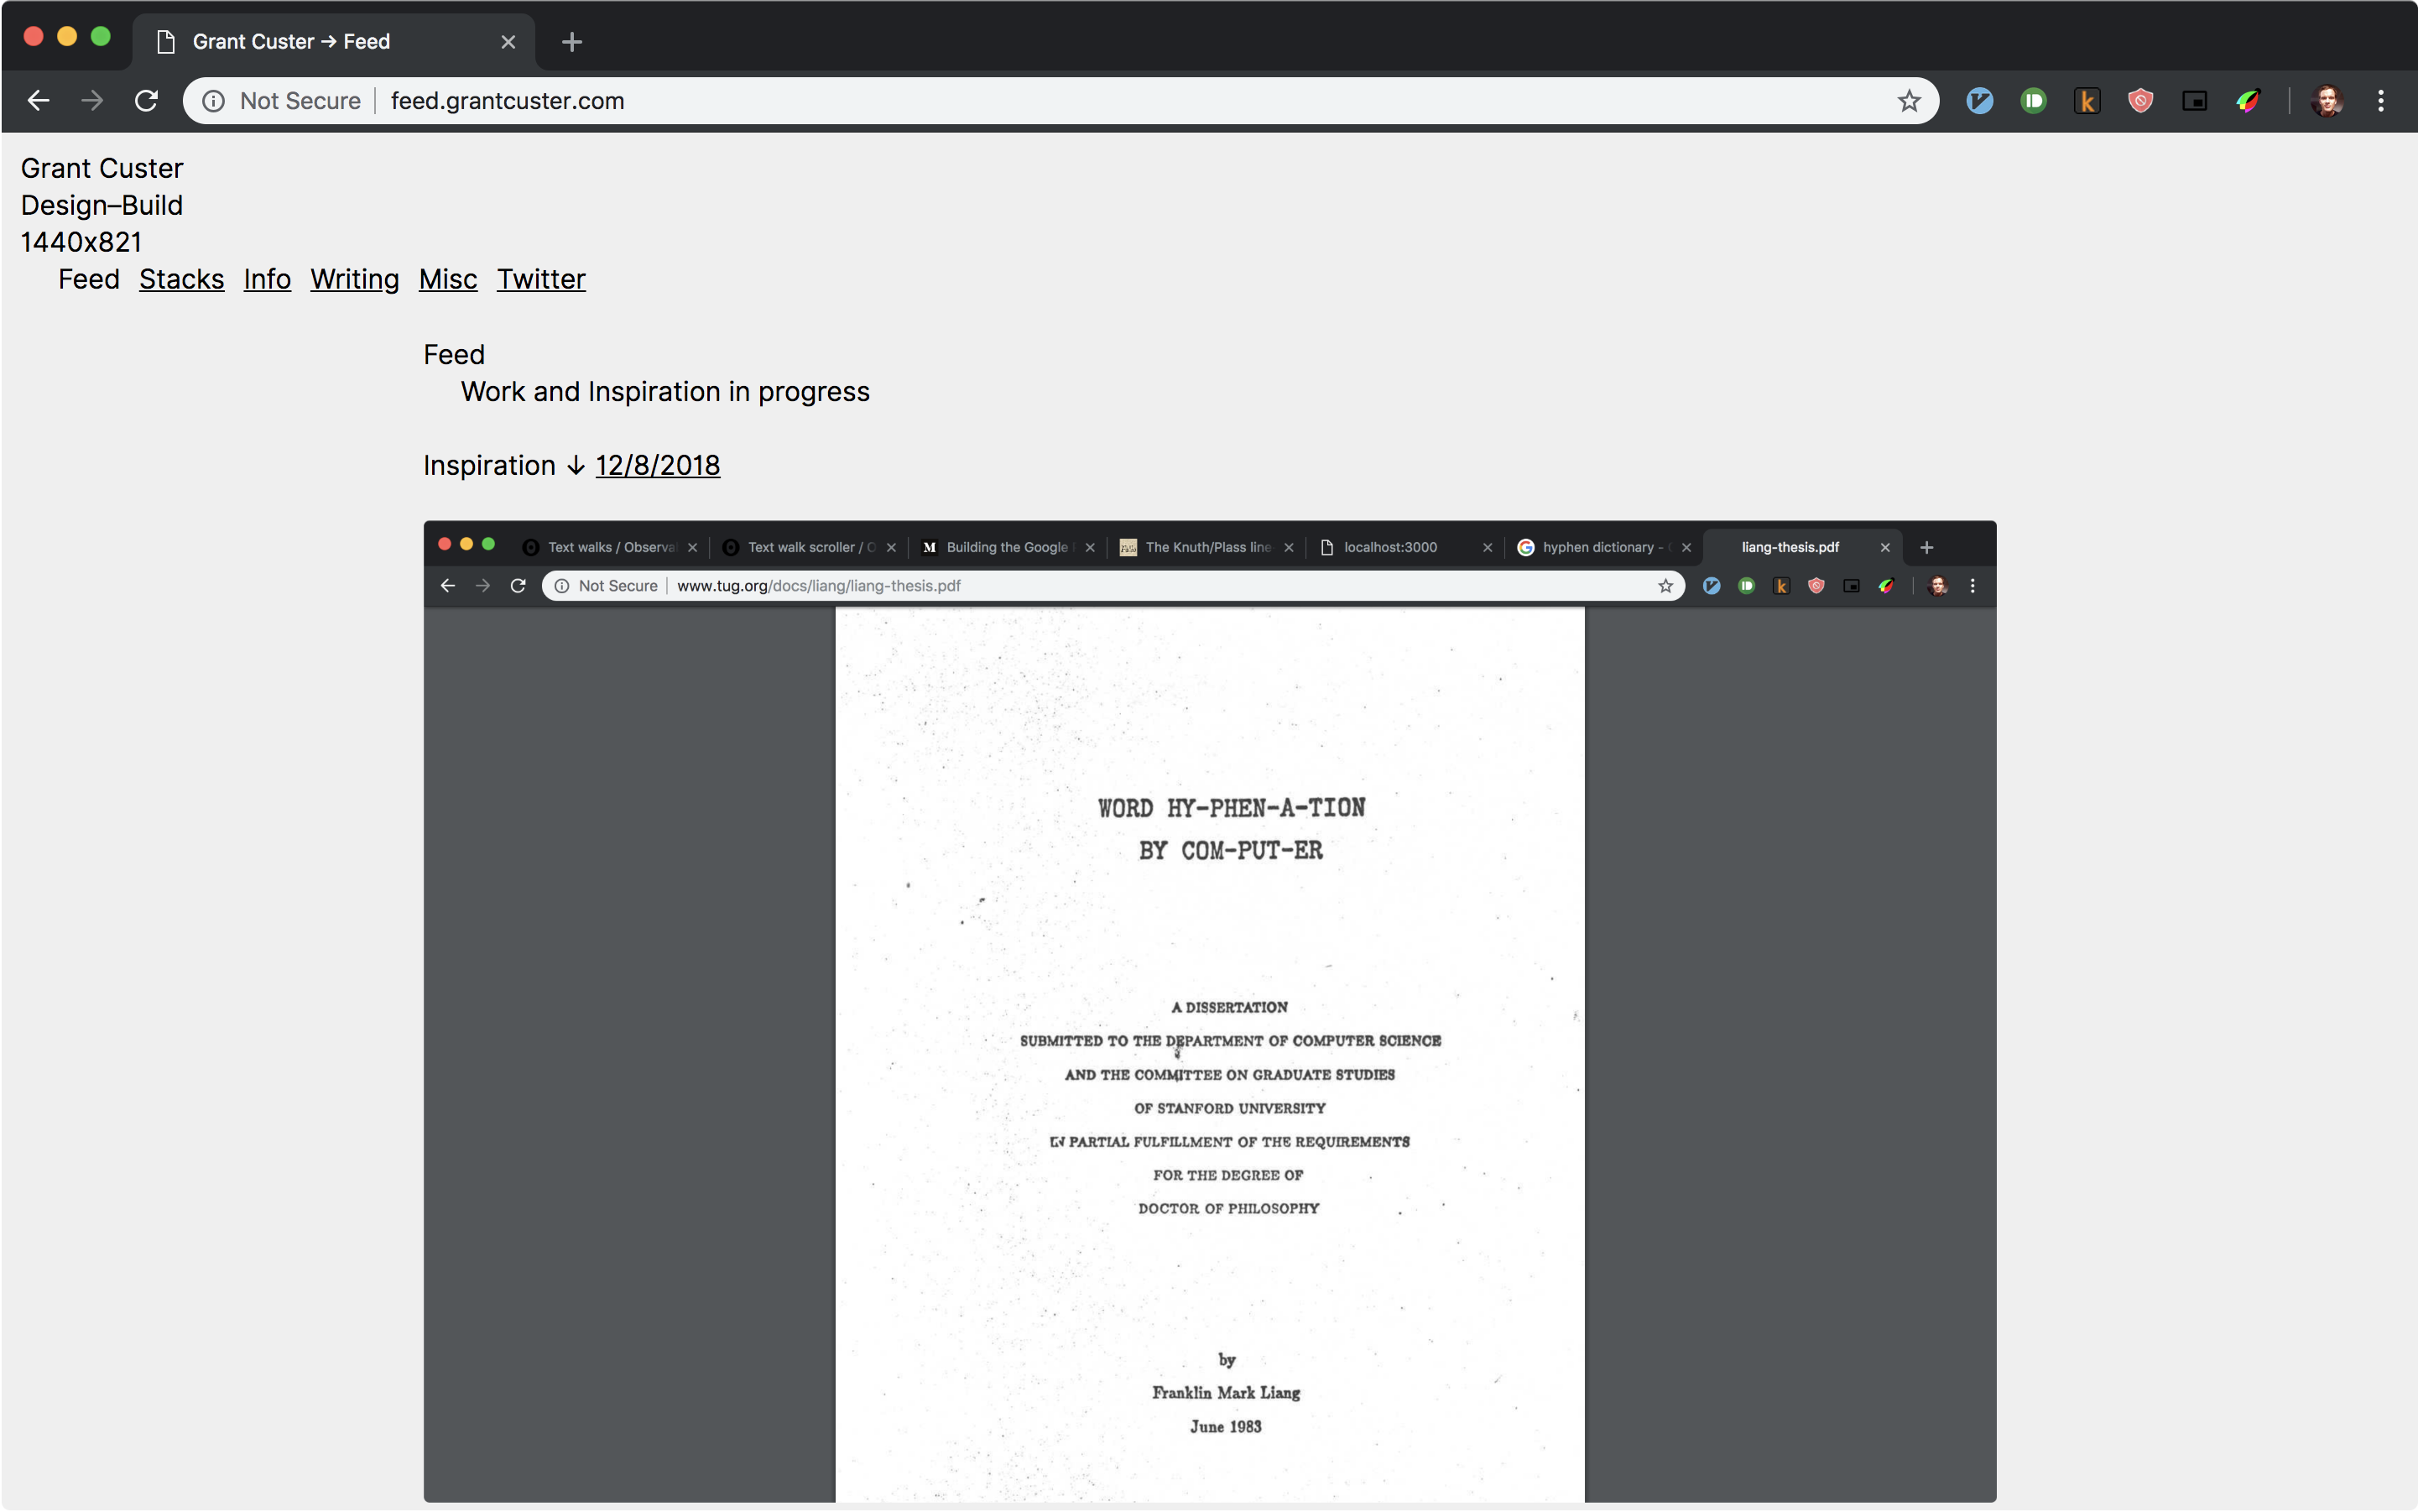 Grant Custer → Feed
Not Secure feed.grantcuster.com
Grant Custer
Design–Build
1440x821
Feed Stacks Info Writing Misc Twitter
Feed
Work and Inspiration in progress
Inspiration ↓ 12/8/2018
Text walks / Observa Text walk scroller / O Building the Google The Knuth/Plass line localhost:3000 hyphen dictionary - liang-thesis.pdf
Not Secure www.tug.org/docs/liang/liang-thesis.pdf
WORD HY-PHEN-A-TION
BY COM-PUT-ER
A DISSERTATION
SUBMITTED TO THE DEPARTMENT OF COMPUTER SCIENCE
AND THE COMMITTEE ON GRADUATE STUDIES
OF STANFORD UNIVERSITY
IN PARTIAL FULFILLMENT OF THE REQUIREMENTS
FOR THE DEGREE OF
DOCTOR OF PHILOSOPHY
by
Franklin Mark Liang
June 1983